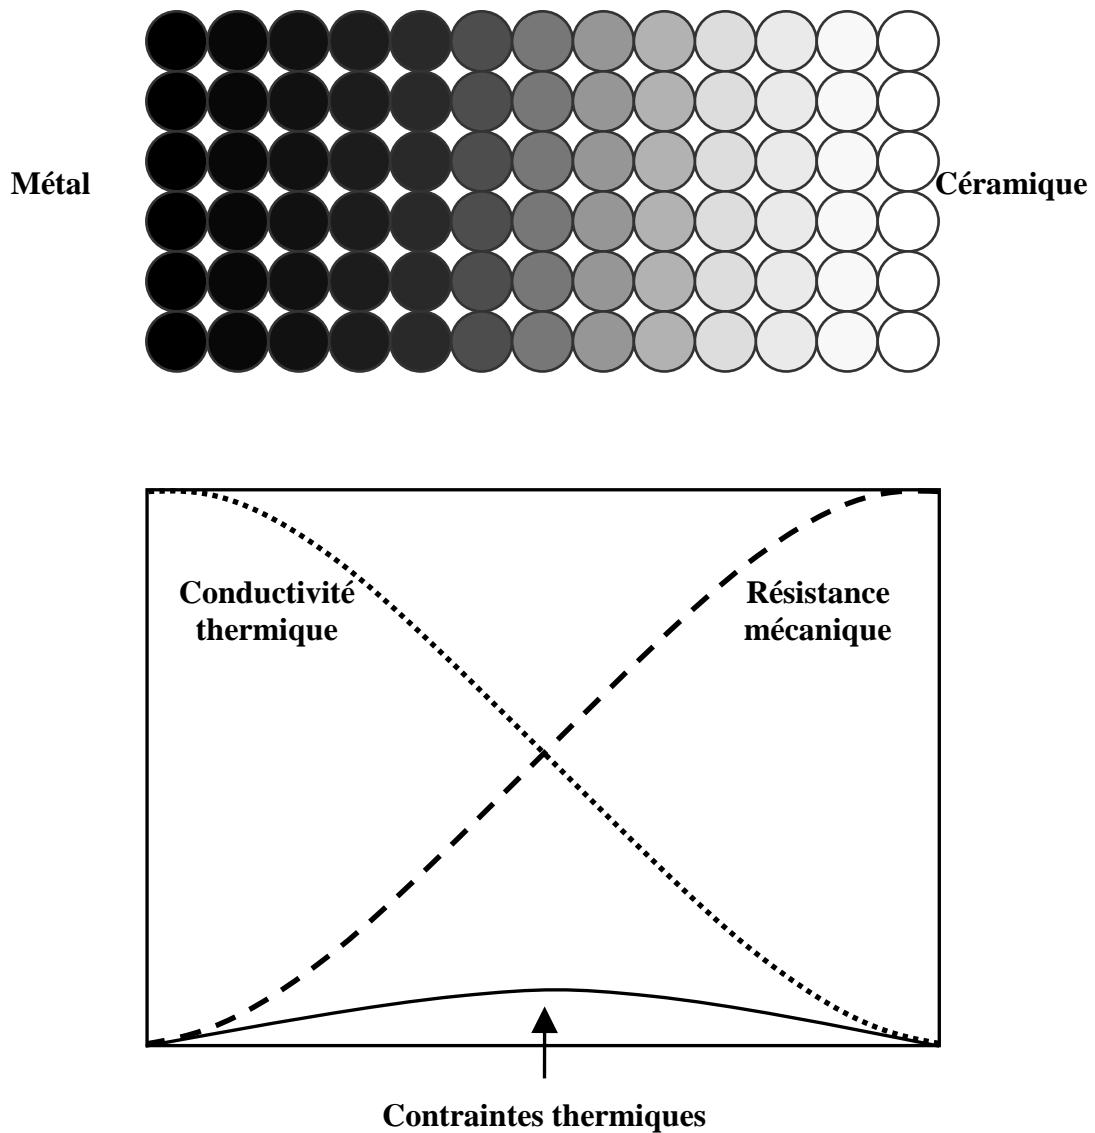 Métal
Céramique
Conductivité
thermique
Résistance
mécanique
Contraintes thermiques